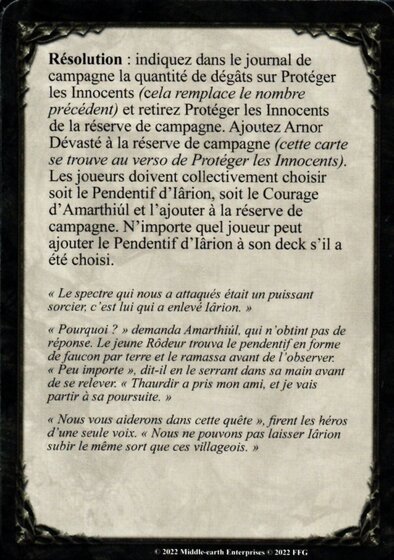 Résolution : indiquez dans le journal de
campagne la quantité de dégâts sur Protéger
les Innocents (cela remplace le nombre
précédent) et retirez Protéger les Innocents
de la réserve de campagne. Ajoutez Arnor
Dévasté à la réserve de campagne (cette carte
se trouve au verso de Protéger les Innocents).
Les joueurs doivent collectivement choisir
soit le Pendentif d’Iârion, soit le Courage
d’Amarthiúl et l’ajouter à la réserve de
campagne. N’importe quel joueur peut
ajouter le Pendentif d’Iârion à son deck s’il a
été choisi.
« Le spectre qui nous a attaqués était un puissant
sorcier, c’est lui qui a enlevé Iârion. »
« Pourquoi ? » demanda Amarthiúl, qui n’obtint pas de
réponse. Le jeune Rôdeur trouva le pendentif en forme
de faucon par terre et le ramassa avant de l’observer.
« Peu importe », dit-il en le serrant dans sa main avant
de se relever. « Thaurdir a pris mon ami, et je vais
partir à sa poursuite. »
« Nous vous aiderons dans cette quête », firent les héros
d’une seule voix. « Nous ne pouvons pas laisser Iârion
subir le même sort que ces villageois. »
© 2022 Middle-earth Enterprises © 2022 FFG